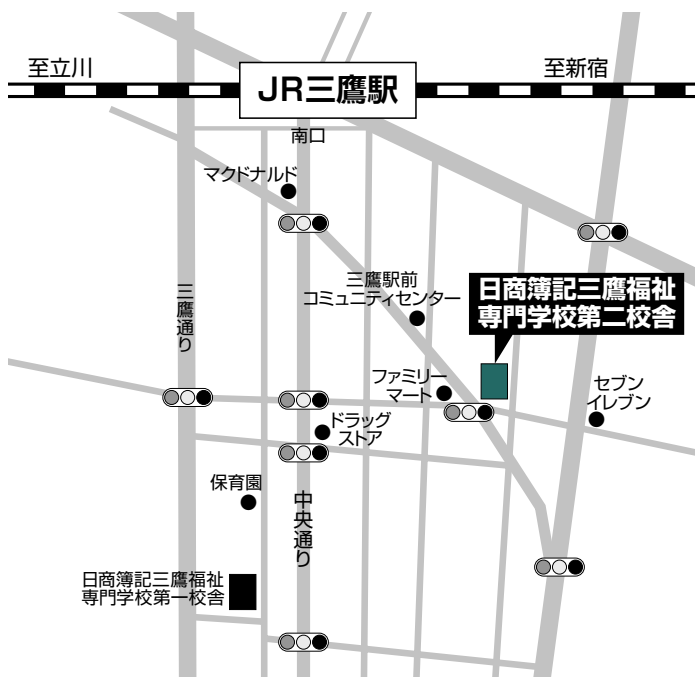 至立川
JR三鷹駅
至新宿
南口
マクドナルド
三鷹通り
三鷹駅前
コミュニティセンター
日商簿記三鷹福祉
専門学校第二校舎
ファミリー
マート
セブン
イレブン
ドラッグ
ストア
保育園
中央通り
日商簿記三鷹福祉
専門学校第一校舎